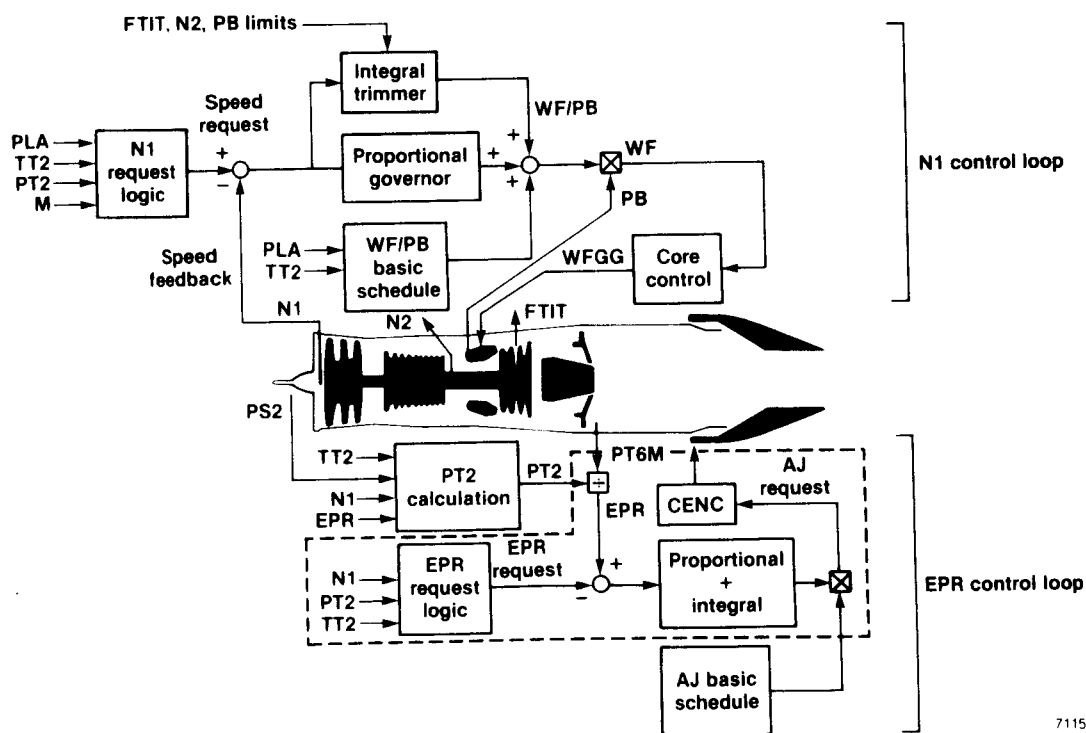 FTIT, N2, PB limits
Integral
trimmer
WF/PB
Speed
request
PLA
TT2
PT2
M
N1
request
logic
+
−
Proportional
governor
+
+
+
WF
PB
N1 control loop
Speed
feedback
PLA
TT2
WF/PB
basic
schedule
WFGG
Core
control
N1
N2
FTIT
PS2
TT2
N1
EPR
PT2
calculation
PT2
PT6M
÷
EPR
CENC
AJ
request
N1
PT2
TT2
EPR
request
logic
EPR
request
+
−
Proportional
+
integral
EPR control loop
AJ basic
schedule
7115